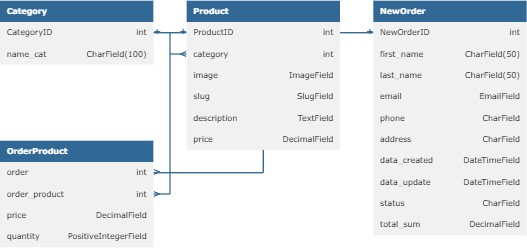 Category
CategoryID int
name_cat CharField(100)
Product
ProductID int
category int
image ImageField
slug SlugField
description TextField
price DecimalField
NewOrder
NewOrderID int
first_name CharField(50)
last_name CharField(50)
email EmailField
phone CharField
address CharField
data_created DateTimeField
data_update DateTimeField
status CharField
total_sum DecimalField
OrderProduct
order int
order_product int
price DecimalField
quantity PositiveIntegerField